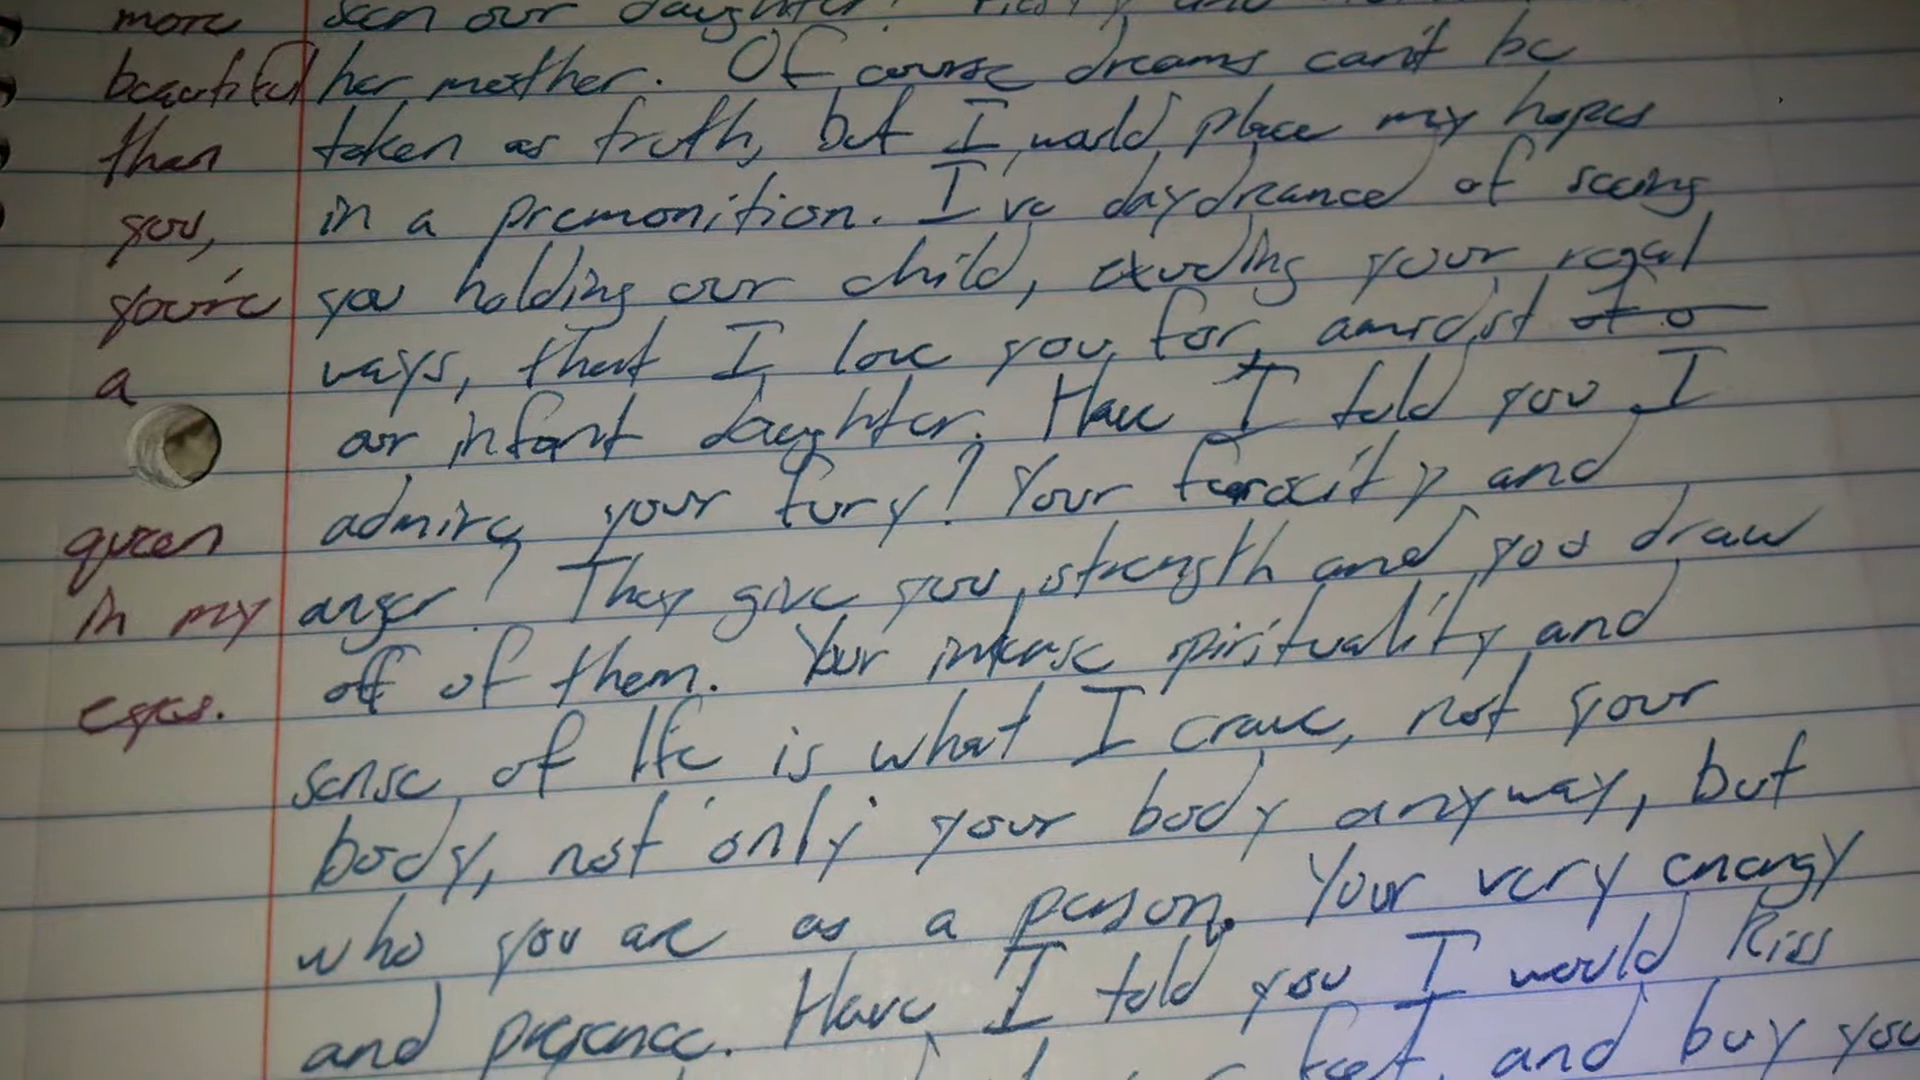 more seen our daughter!
beautiful her mother. Of course dreams can't be
than taken as truth, but I would place my hopes
you, in a premonition. I've daydreamed of seeing
you're you holding our child, exuding your regal
a ways, that I love you for, amidst
our infant daughter. Have I told you I
queen admire your fury? Your ferocity and
in my anger? They give you strength and you draw
eyes. off of them. Your intense spirituality and
sense of life is what I crave, not your
body, not only your body anyway, but
who you are as a person. Your very energy
and presence. Have I told you I would kiss
feet, and buy you